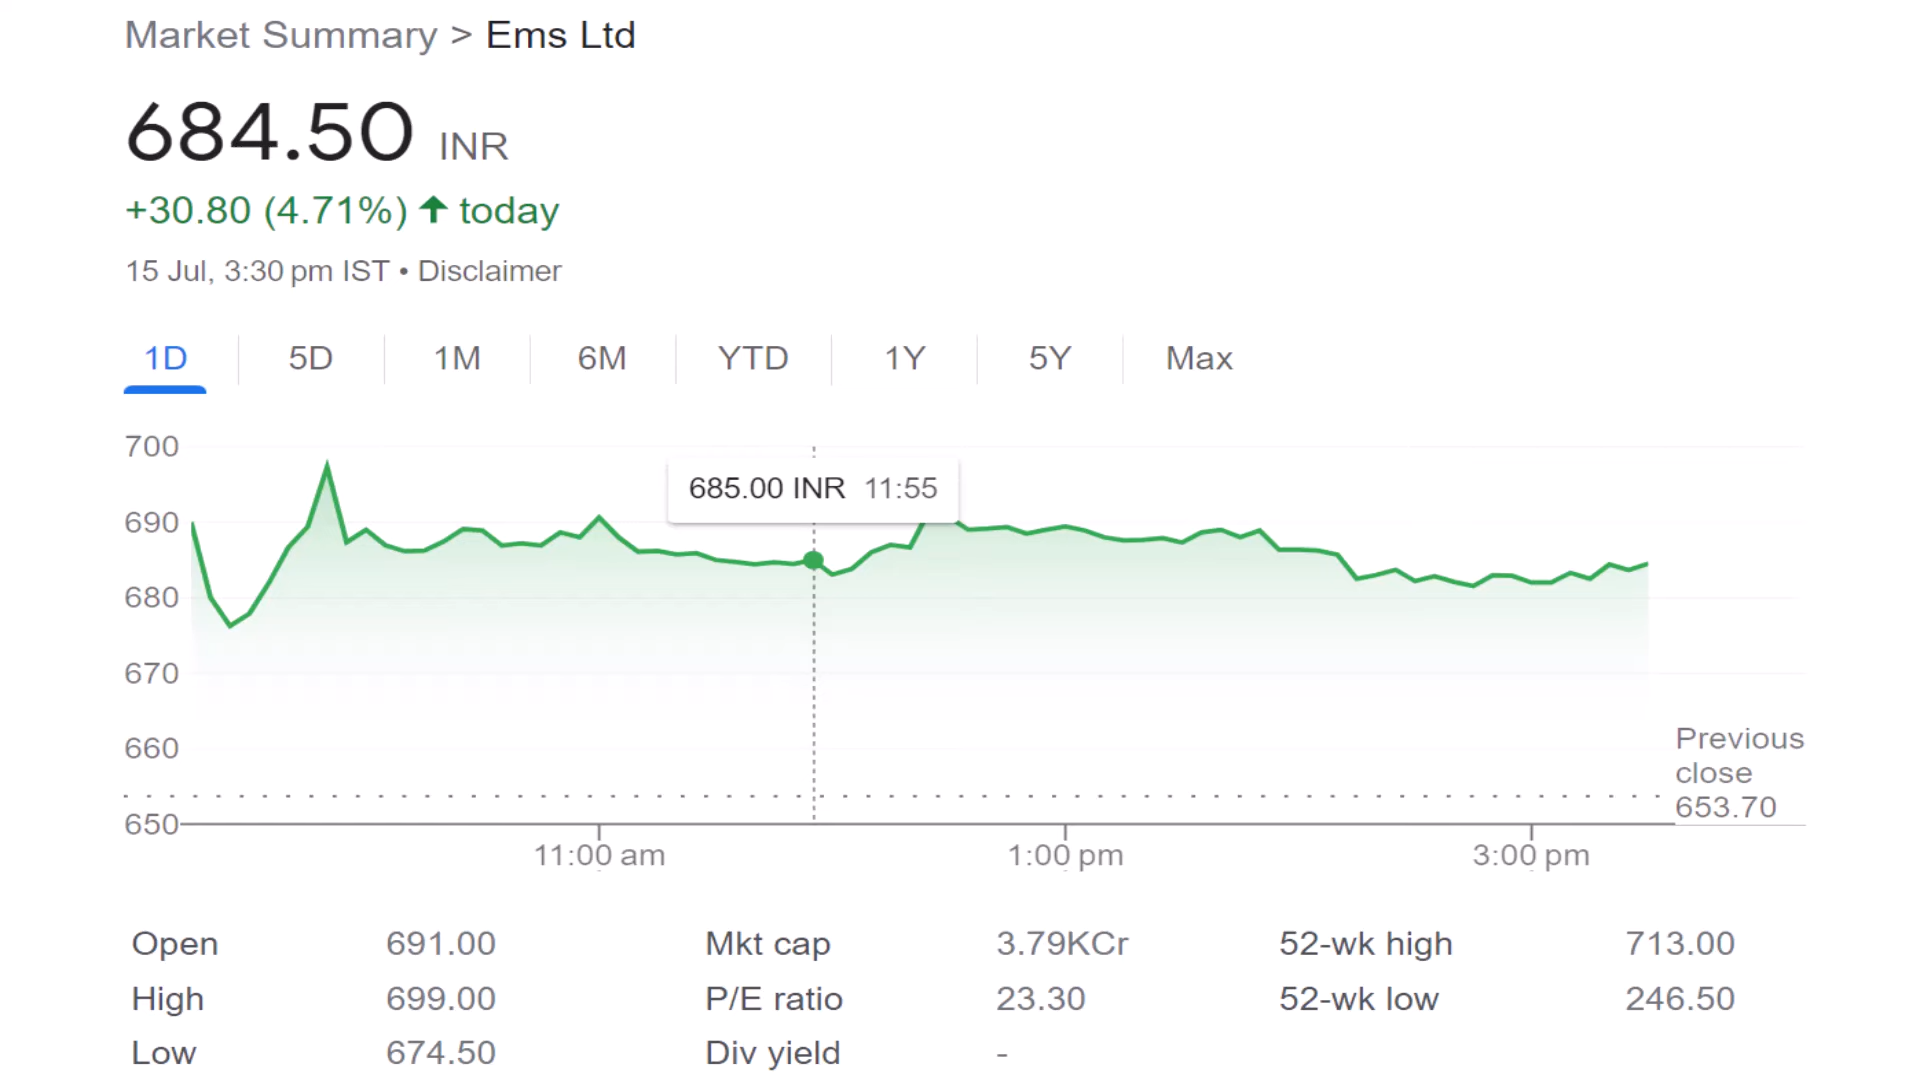 Market Summary > Ems Ltd
684.50 INR
+30.80 (4.71%) ↑ today
15 Jul, 3:30 pm IST • Disclaimer
1D 5D 1M 6M YTD 1Y 5Y Max
700
685.00 INR 11:55
690
680
670
660
Previous
close
653.70
650
11:00 am 1:00 pm 3:00 pm
Open 691.00 Mkt cap 3.79KCr 52-wk high 713.00
High 699.00 P/E ratio 23.30 52-wk low 246.50
Low 674.50 Div yield -